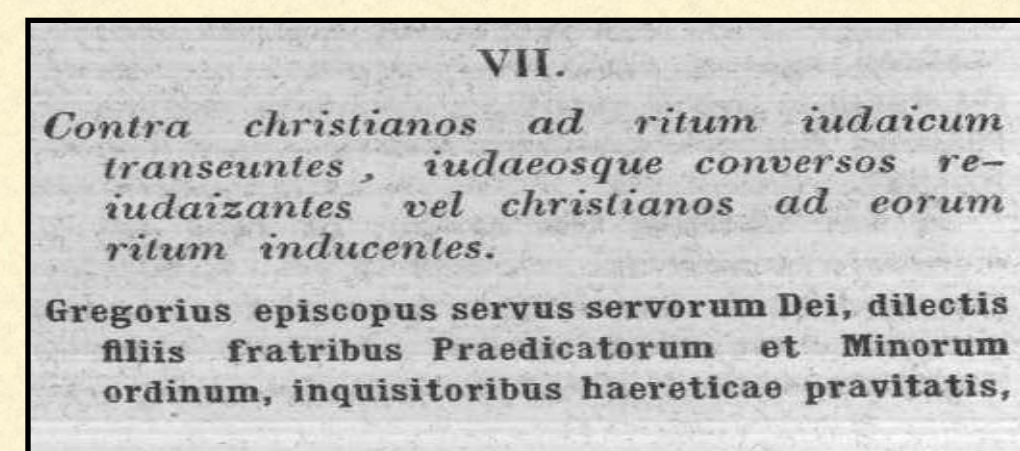 VII.
Contra christianos ad ritum iudaicum
transeuntes , iudaeosque conversos re-
iudaizantes vel christianos ad eorum
ritum inducentes.
Gregorius episcopus servus servorum Dei, dilectis
filiis fratribus Praedicatorum et Minorum
ordinum, inquisitoribus haereticae pravitatis,